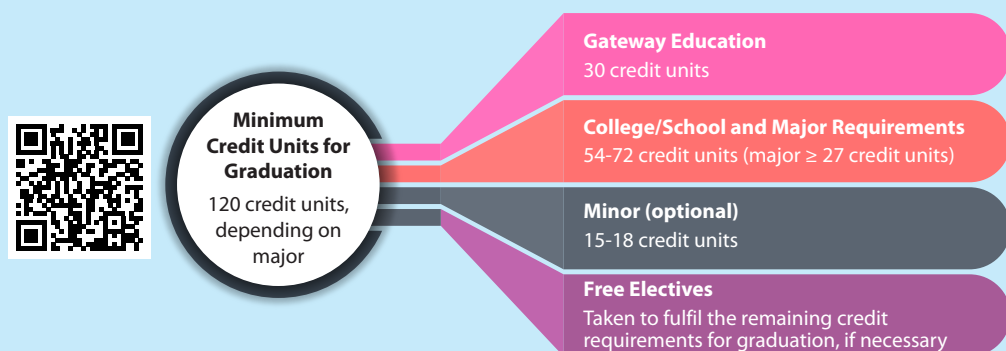 Minimum
Credit Units for
Graduation
120 credit units,
depending on
major
Gateway Education
30 credit units
College/School and Major Requirements
54-72 credit units (major ≥ 27 credit units)
Minor (optional)
15-18 credit units
Free Electives
Taken to fulfil the remaining credit
requirements for graduation, if necessary